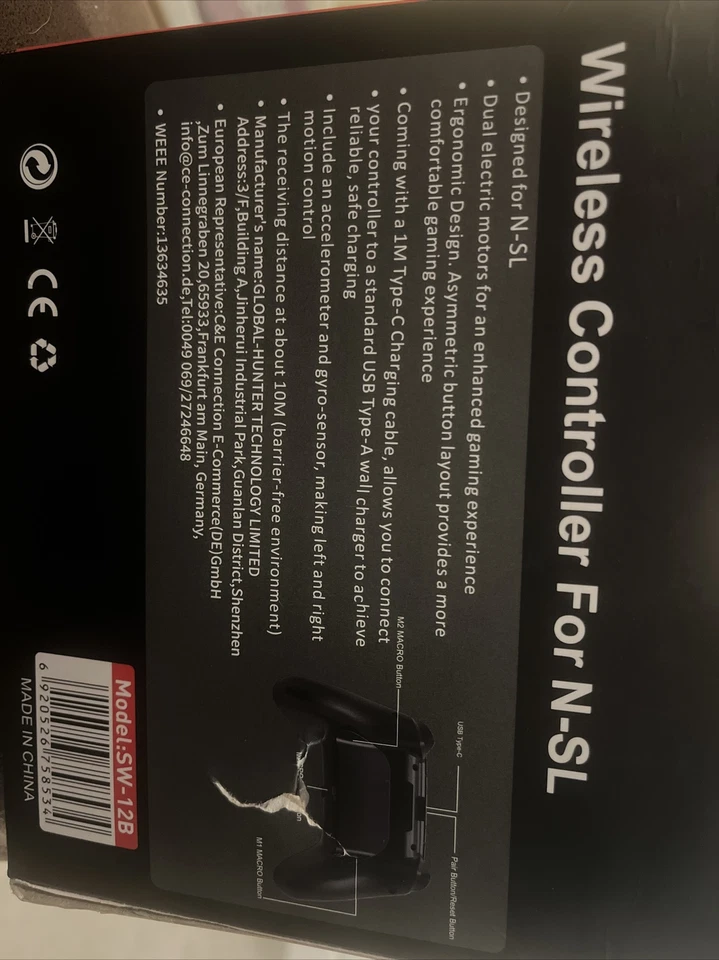 Wireless Controller For N-SL
• Designed for N-SL
• Dual electric motors for an enhanced gaming experience
• Ergonomic Design. Asymmetric button layout provides a more
comfortable gaming experience
• Coming with a 1M Type-C Charging cable, allows you to connect
• your controller to a standard USB Type-A wall charger to achieve
reliable, safe charging
• Include an accelerometer and gyro-sensor, making left and right
motion control
• The receiving distance at about 10M (barrier-free environment)
• Manufacturer's name:GLOBAL-HUNTER TECHNOLOGY LIMITED
Address:3/F,Building A,Jinherui Industrial Park,Guanlan District,Shenzhen
• European Representative:C&E Connection E-Commerce(DE)GmbH
,Zum Linnegraben 20,65933,Frankfurt am Main, Germany,
info@ce-connection.de,Tel:0049 069/27246648
• WEEE Number:13634635
USB Type-C
Pair Button/Reset Button
M2 MACRO Button
M1 MACRO Button
CE
Model:SW-12B
6 920526 758534
MADE IN CHINA